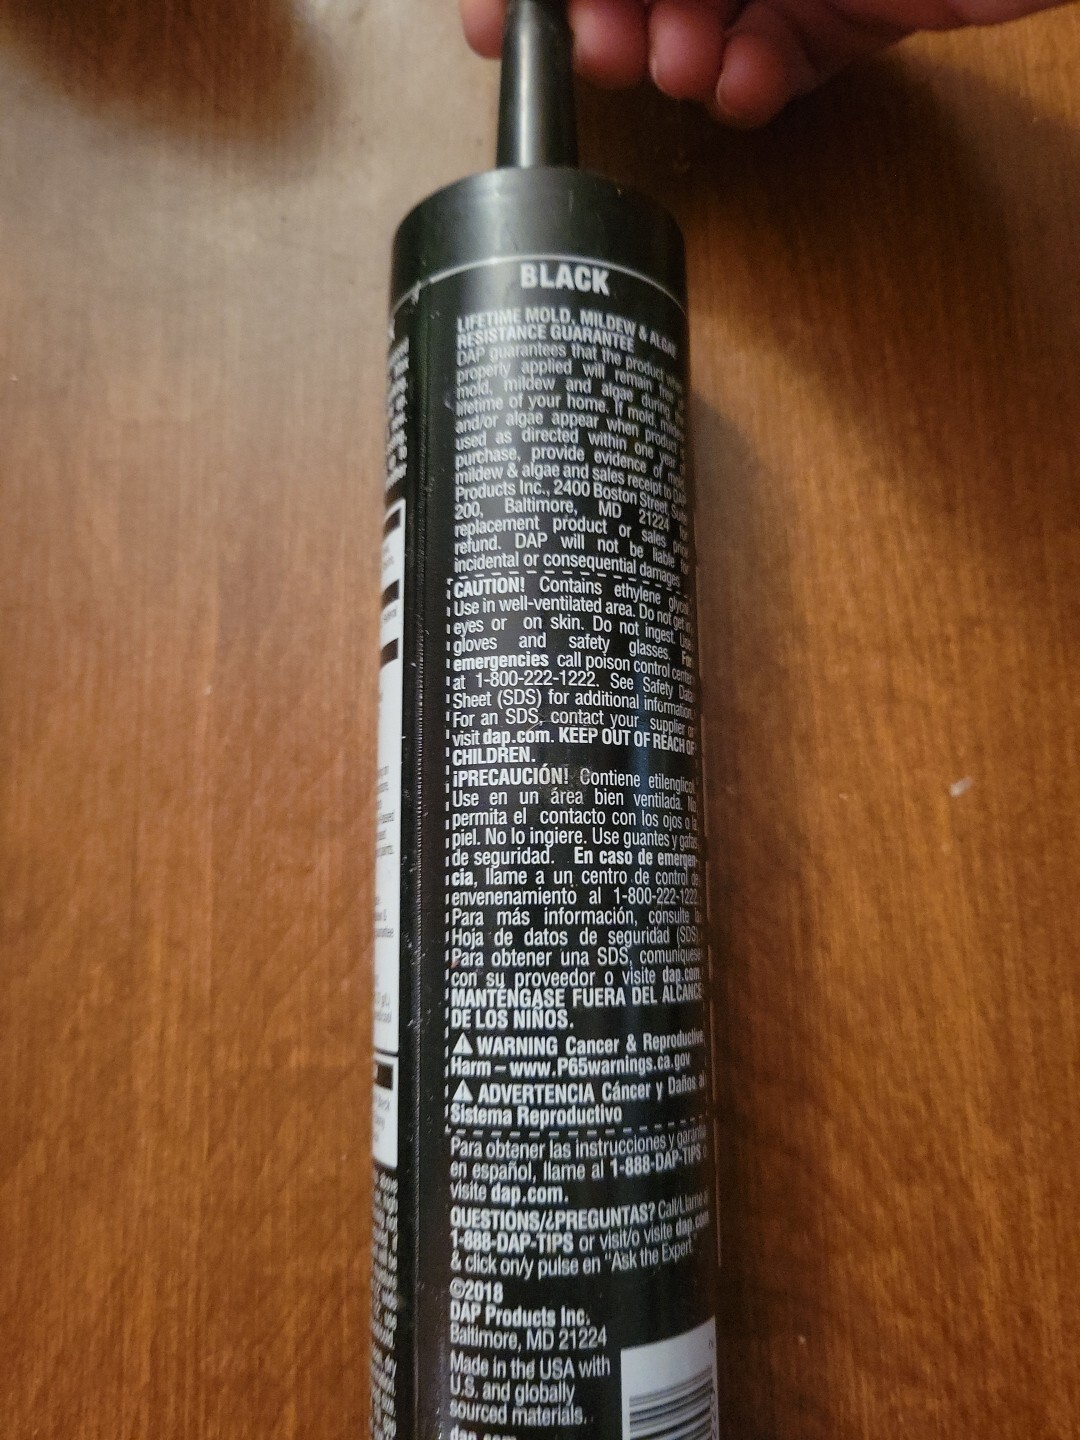 BLACK
LIFETIME MOLD, MILDEW & ALGAE
RESISTANCE GUARANTEE
DAP guarantees that the product when
properly applied will remain free of
mold, mildew and algae during the
lifetime of your home. If mold, mildew
and/or algae appear when product is
used as directed within one year of
purchase, provide evidence of mold,
mildew & algae and sales receipt to DAP
Products Inc., 2400 Boston Street Suite
200, Baltimore, MD 21224 for
replacement product or sales price
refund. DAP will not be liable for
incidental or consequential damages.
CAUTION! Contains ethylene glycol.
Use in well-ventilated area. Do not get in
eyes or on skin. Do not ingest. Use
gloves and safety glasses. For
emergencies call poison control center
at 1-800-222-1222. See Safety Data
Sheet (SDS) for additional information.
For an SDS, contact your supplier or
visit dap.com. KEEP OUT OF REACH OF
CHILDREN.
¡PRECAUCIÓN! Contiene etilenglicol.
Use en un área bien ventilada. No
permita el contacto con los ojos o la
piel. No lo ingiere. Use guantes y gafas
de seguridad. En caso de emergen-
cia, llame a un centro de control de
envenenamiento al 1-800-222-1222.
Para más información, consulte la
Hoja de datos de seguridad (SDS).
Para obtener una SDS, comuníquese
con su proveedor o visite dap.com.
MANTÉNGASE FUERA DEL ALCANCE
DE LOS NIÑOS.
⚠ WARNING Cancer & Reproductive
Harm – www.P65warnings.ca.gov
⚠ ADVERTENCIA Cáncer y Daños al
Sistema Reproductivo
Para obtener las instrucciones y garantía
en español, llame al 1-888-DAP-TIPS o
visite dap.com.
QUESTIONS/¿PREGUNTAS? Call/Llame al
1-888-DAP-TIPS or visit/o visite dap.com
& click on/y pulse en "Ask the Expert".
©2018
DAP Products Inc.
Baltimore, MD 21224
Made in the USA with
U.S. and globally
sourced materials.
dap.com